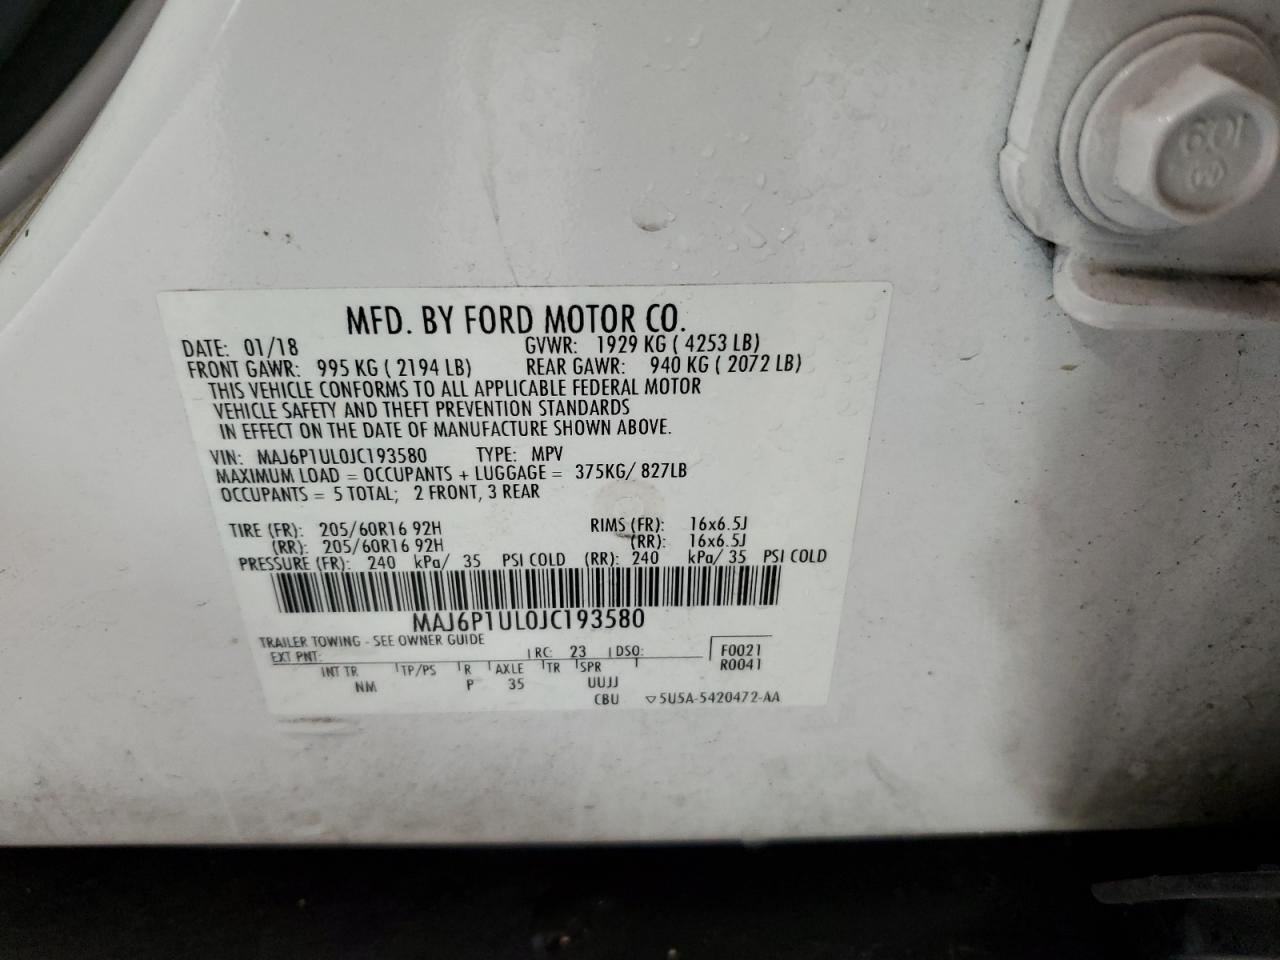 10.9
MFD. BY FORD MOTOR CO.
DATE: 01/18 GVWR: 1929 KG ( 4253 LB)
FRONT GAWR: 995 KG ( 2194 LB) REAR GAWR: 940 KG ( 2072 LB)
THIS VEHICLE CONFORMS TO ALL APPLICABLE FEDERAL MOTOR
VEHICLE SAFETY AND THEFT PREVENTION STANDARDS
IN EFFECT ON THE DATE OF MANUFACTURE SHOWN ABOVE.
VIN: MAJ6P1UL0JC193580 TYPE: MPV
MAXIMUM LOAD = OCCUPANTS + LUGGAGE = 375KG/ 827LB
OCCUPANTS = 5 TOTAL; 2 FRONT, 3 REAR
TIRE (FR): 205/60R16 92H RIMS (FR): 16x6.5J
(RR): 205/60R16 92H (RR): 16x6.5J
PRESSURE (FR): 240 kPa/ 35 PSI COLD (RR): 240 kPa/ 35 PSI COLD
MAJ6P1UL0JC193580
TRAILER TOWING - SEE OWNER GUIDE
EXT PNT: RC: 23 DSO: F0021
INT TR TP/PS R AXLE TR SPR R0041
NM P 35 UUJJ
CBU ▽5U5A-5420472-AA